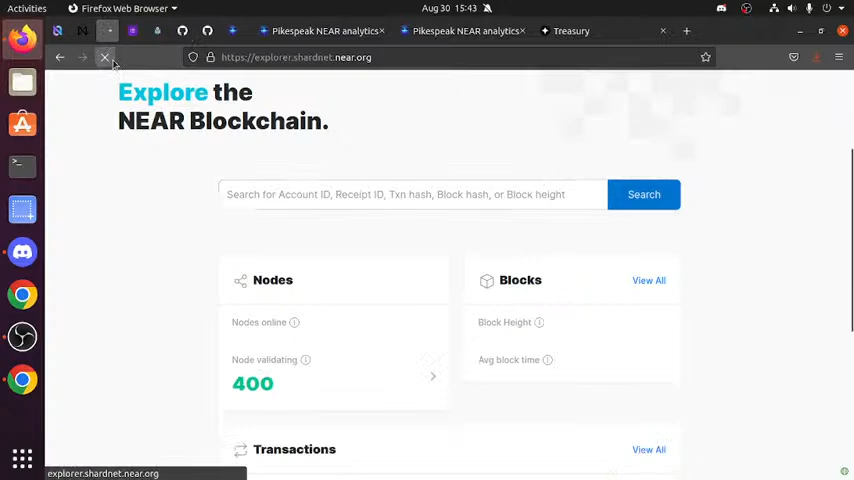 Activities
Firefox Web Browser
Aug 30 15:43
Pikespeak NEAR analytics
Pikespeak NEAR analytics
Treasury
https://explorer.shardnet.near.org
Explore the
NEAR Blockchain.
Search for Account ID, Receipt ID, Txn hash, Block hash, or Block height
Search
Nodes
Blocks
View All
Nodes online
Block Height
Node validating
Avg block time
400
Transactions
View All
explorer.shardnet.near.org